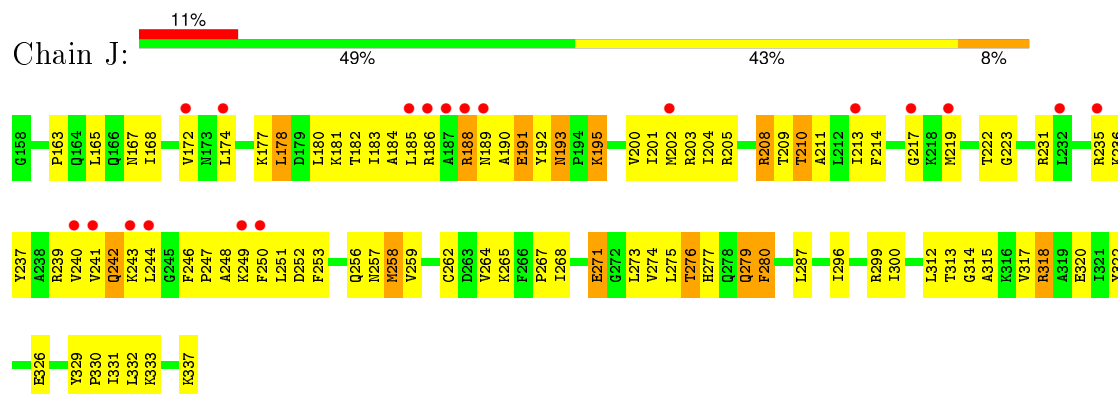 11%
Chain J:
49% 43% 8%
G158 P163 Q164 L165 Q166 N167 I168 V172 N173 L174 K177 L178 D179 L180 K181 T182 I183 A184 L185 R186 A187 R188 N189 A190 E191 Y192 N193 P194 K195 V200 I201 M202 R203 I204 R205 R208 T209 T210 A211 L212 I213 F214 G217 K218 M219 T222 G223 R231 L232 R235 K236
Y237 A238 R239 V240 V241 Q242 K243 L244 G245 F246 P247 A248 K249 F250 L251 D252 F253 Q256 N257 M258 V259 C262 D263 V264 K265 F266 P267 I268 E271 G272 L273 V274 L275 T276 H277 Q278 Q279 F280 L287 I296 R299 I300 L312 T313 G314 A315 K316 V317 R318 A319 E320 I321 Y322
E326 Y329 P330 I331 L332 K333 K337